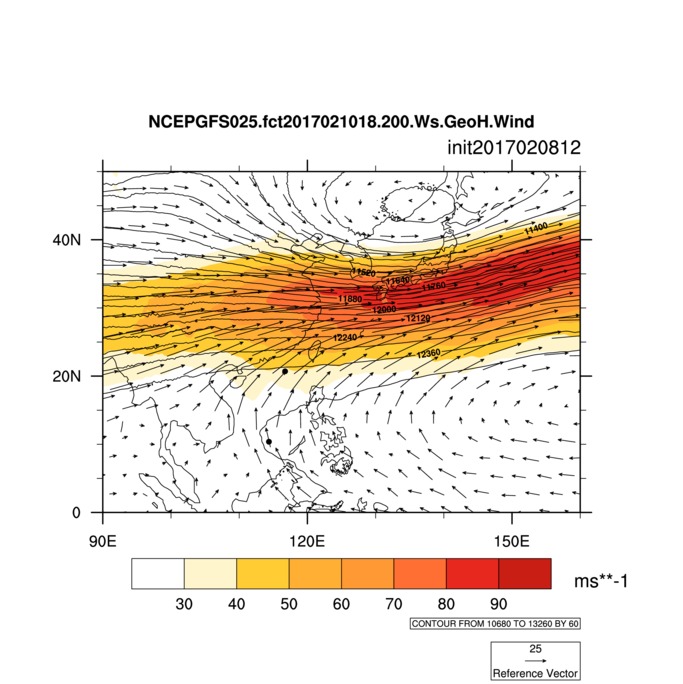 NCEPGFS025.fct2017021018.200.Ws.GeoH.Wind
init2017020812
40N
20N
0
90E 120E 150E
11400
11520
11640
11760
11880
12000
12120
12240
12360
30 40 50 60 70 80 90
ms**-1
CONTOUR FROM 10680 TO 13260 BY 60
25
Reference Vector